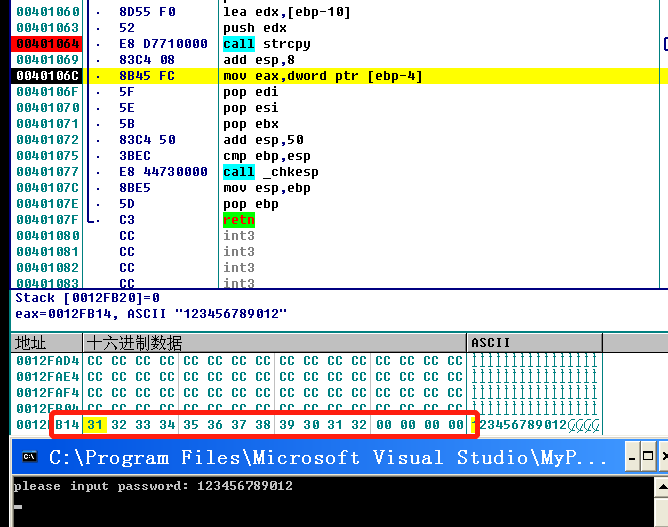 00401060 · 8D55 F0 lea edx,[ebp-10]
00401063 · 52 push edx
00401064 · E8 D7710000 call strcpy
00401069 · 83C4 08 add esp,8
0040106C · 8B45 FC mov eax,dword ptr [ebp-4]
0040106F · 5F pop edi
00401070 · 5E pop esi
00401071 · 5B pop ebx
00401072 · 83C4 50 add esp,50
00401075 · 3BEC cmp ebp,esp
00401077 · E8 44730000 call _chkesp
0040107C · 8BE5 mov esp,ebp
0040107E · 5D pop ebp
0040107F · C3 retn
00401080 CC int3
00401081 CC int3
00401082 CC int3
00401083 CC int3
Stack [0012FB20]=0
eax=0012FB14, ASCII "123456789012"
地址 十六进制数据 ASCII
0012FAD4 CC CC CC CC CC CC CC CC CC CC CC CC CC CC CC CC
0012FAE4 CC CC CC CC CC CC CC CC CC CC CC CC CC CC CC CC
0012FAF4 CC CC CC CC CC CC CC CC CC CC CC CC CC CC CC CC
0012FB04 CC CC CC CC CC CC CC CC CC CC CC CC CC CC CC CC
0012FB14 31 32 33 34 35 36 37 38 39 30 31 32 00 00 00 00 123456789012
C:\Program Files\Microsoft Visual Studio\MyP...
please input password: 123456789012